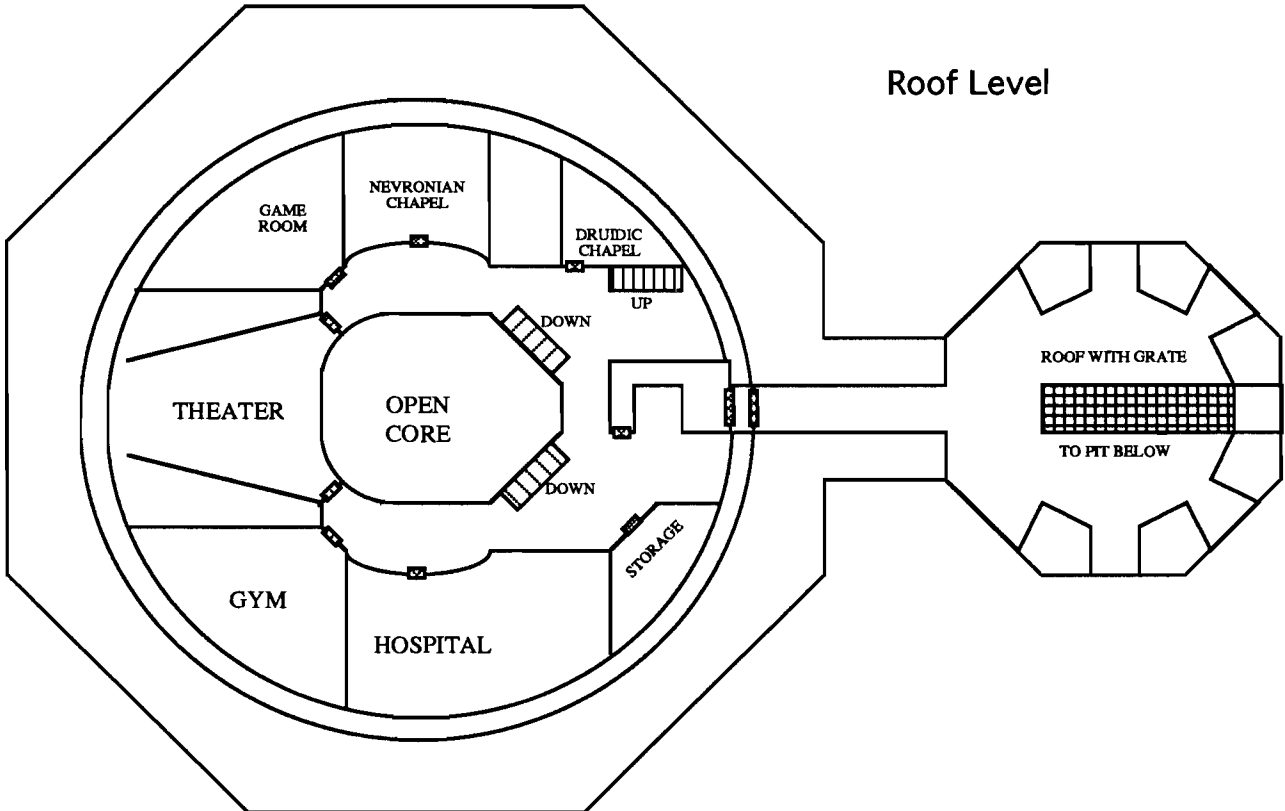 Roof Level
NEVRONIAN
CHAPEL
GAME
ROOM
DRUIDIC
CHAPEL
UP
DOWN
ROOF WITH GRATE
THEATER
OPEN
CORE
TO PIT BELOW
DOWN
STORAGE
GYM
HOSPITAL